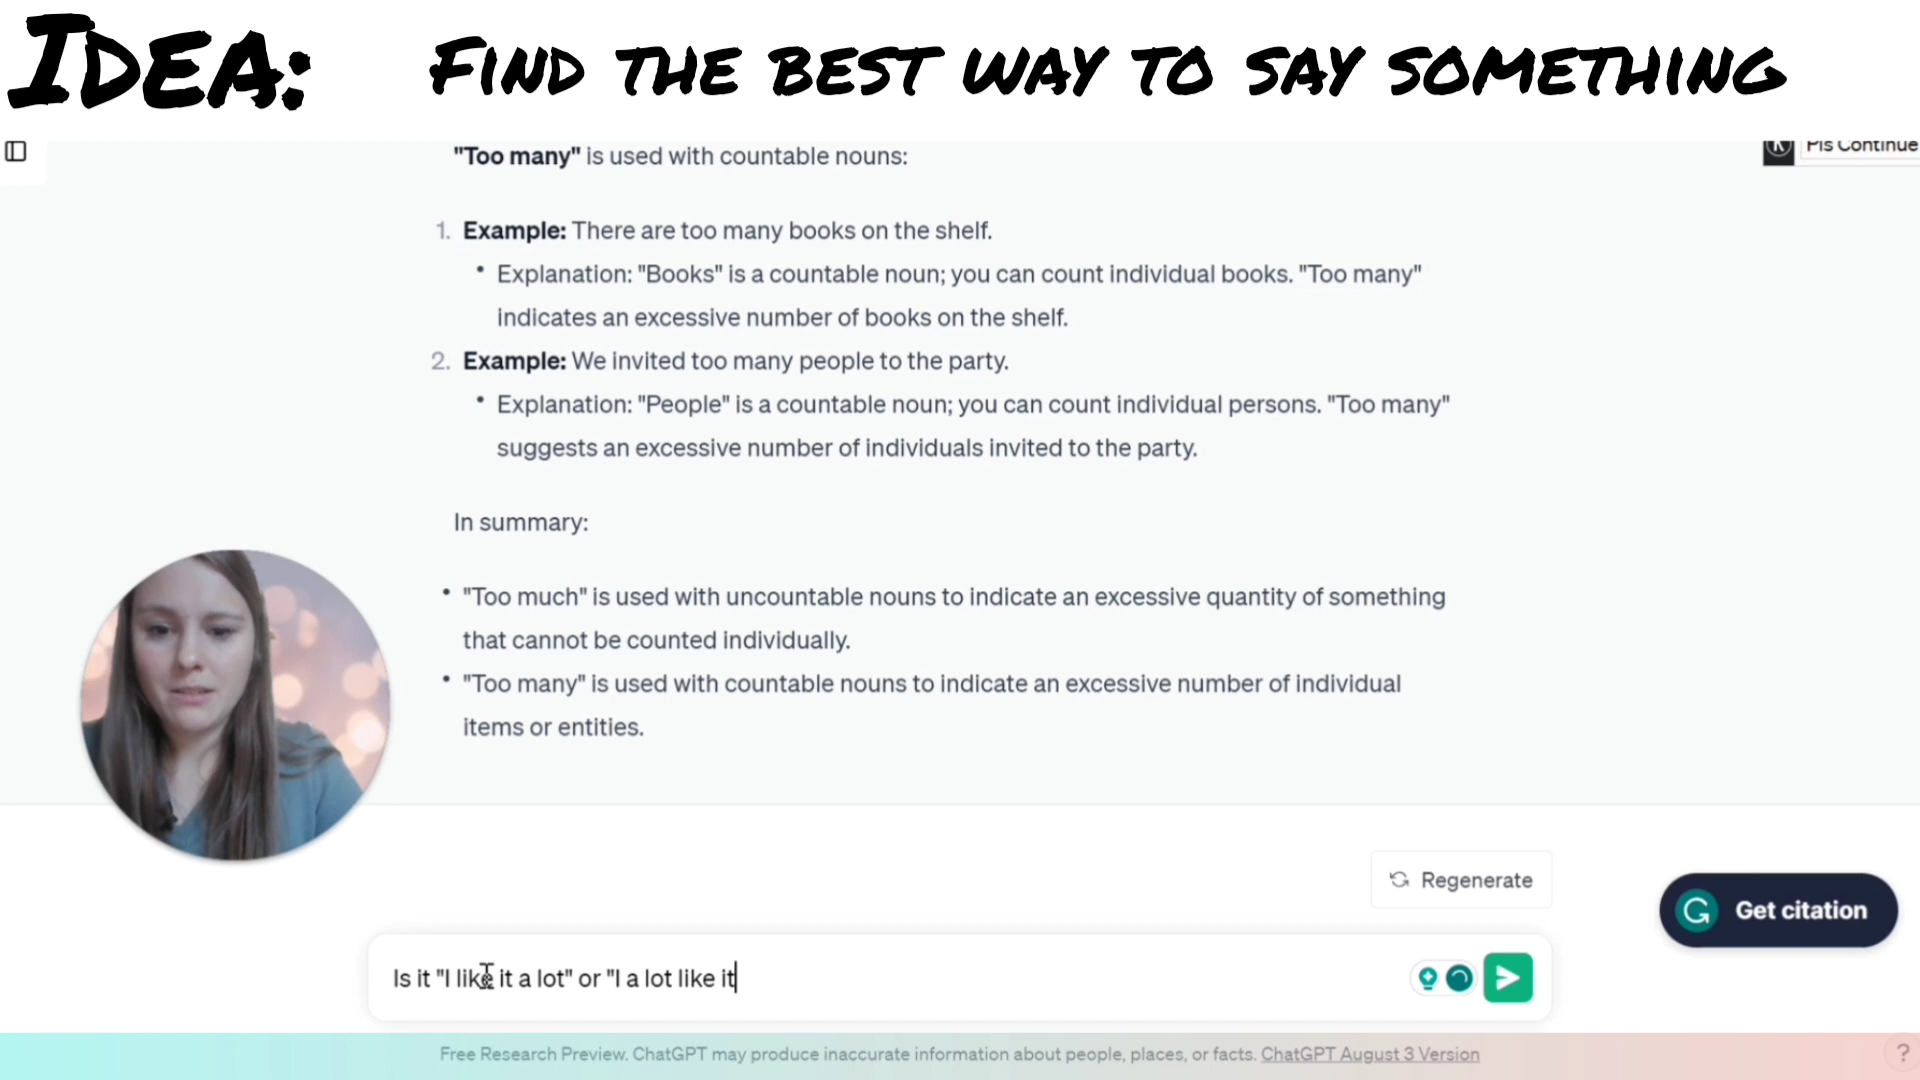 IDEA: FIND THE BEST WAY TO SAY SOMETHING
Pls Continue
"Too many" is used with countable nouns:
1. Example: There are too many books on the shelf.
• Explanation: "Books" is a countable noun; you can count individual books. "Too many"
indicates an excessive number of books on the shelf.
2. Example: We invited too many people to the party.
• Explanation: "People" is a countable noun; you can count individual persons. "Too many"
suggests an excessive number of individuals invited to the party.
In summary:
• "Too much" is used with uncountable nouns to indicate an excessive quantity of something
that cannot be counted individually.
• "Too many" is used with countable nouns to indicate an excessive number of individual
items or entities.
Regenerate
Get citation
Is it "I like it a lot" or "I a lot like it
Free Research Preview. ChatGPT may produce inaccurate information about people, places, or facts. ChatGPT August 3 Version
?